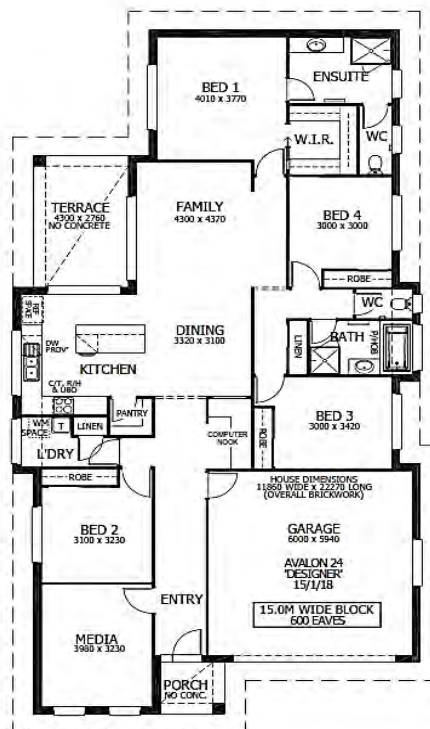 BED 1
4010 x 3770
ENSUITE
W.I.R.
WC
TERRACE
4300 x 2760
NO CONCRETE
FAMILY
4300 x 4370
BED 4
3000 x 3000
ROBE
REF
SPACE
WC
DINING
3320 x 3100
LINEN
BATH
P/HOB
DW
PROV'
KITCHEN
C/T, R/H
& UBO
PANTRY
BED 3
3000 x 3420
WM
SPACE
T
LINEN
COMPUTER
NOOK
ROBE
L'DRY
ROBE
HOUSE DIMENSIONS
11860 WIDE x 22270 LONG
(OVERALL BRICKWORK)
BED 2
3100 x 3230
GARAGE
6000 x 5940
AVALON 24
'DESIGNER'
15/1/18
ENTRY
15.0M WIDE BLOCK
600 EAVES
MEDIA
3980 x 3230
PORCH
NO CONC.